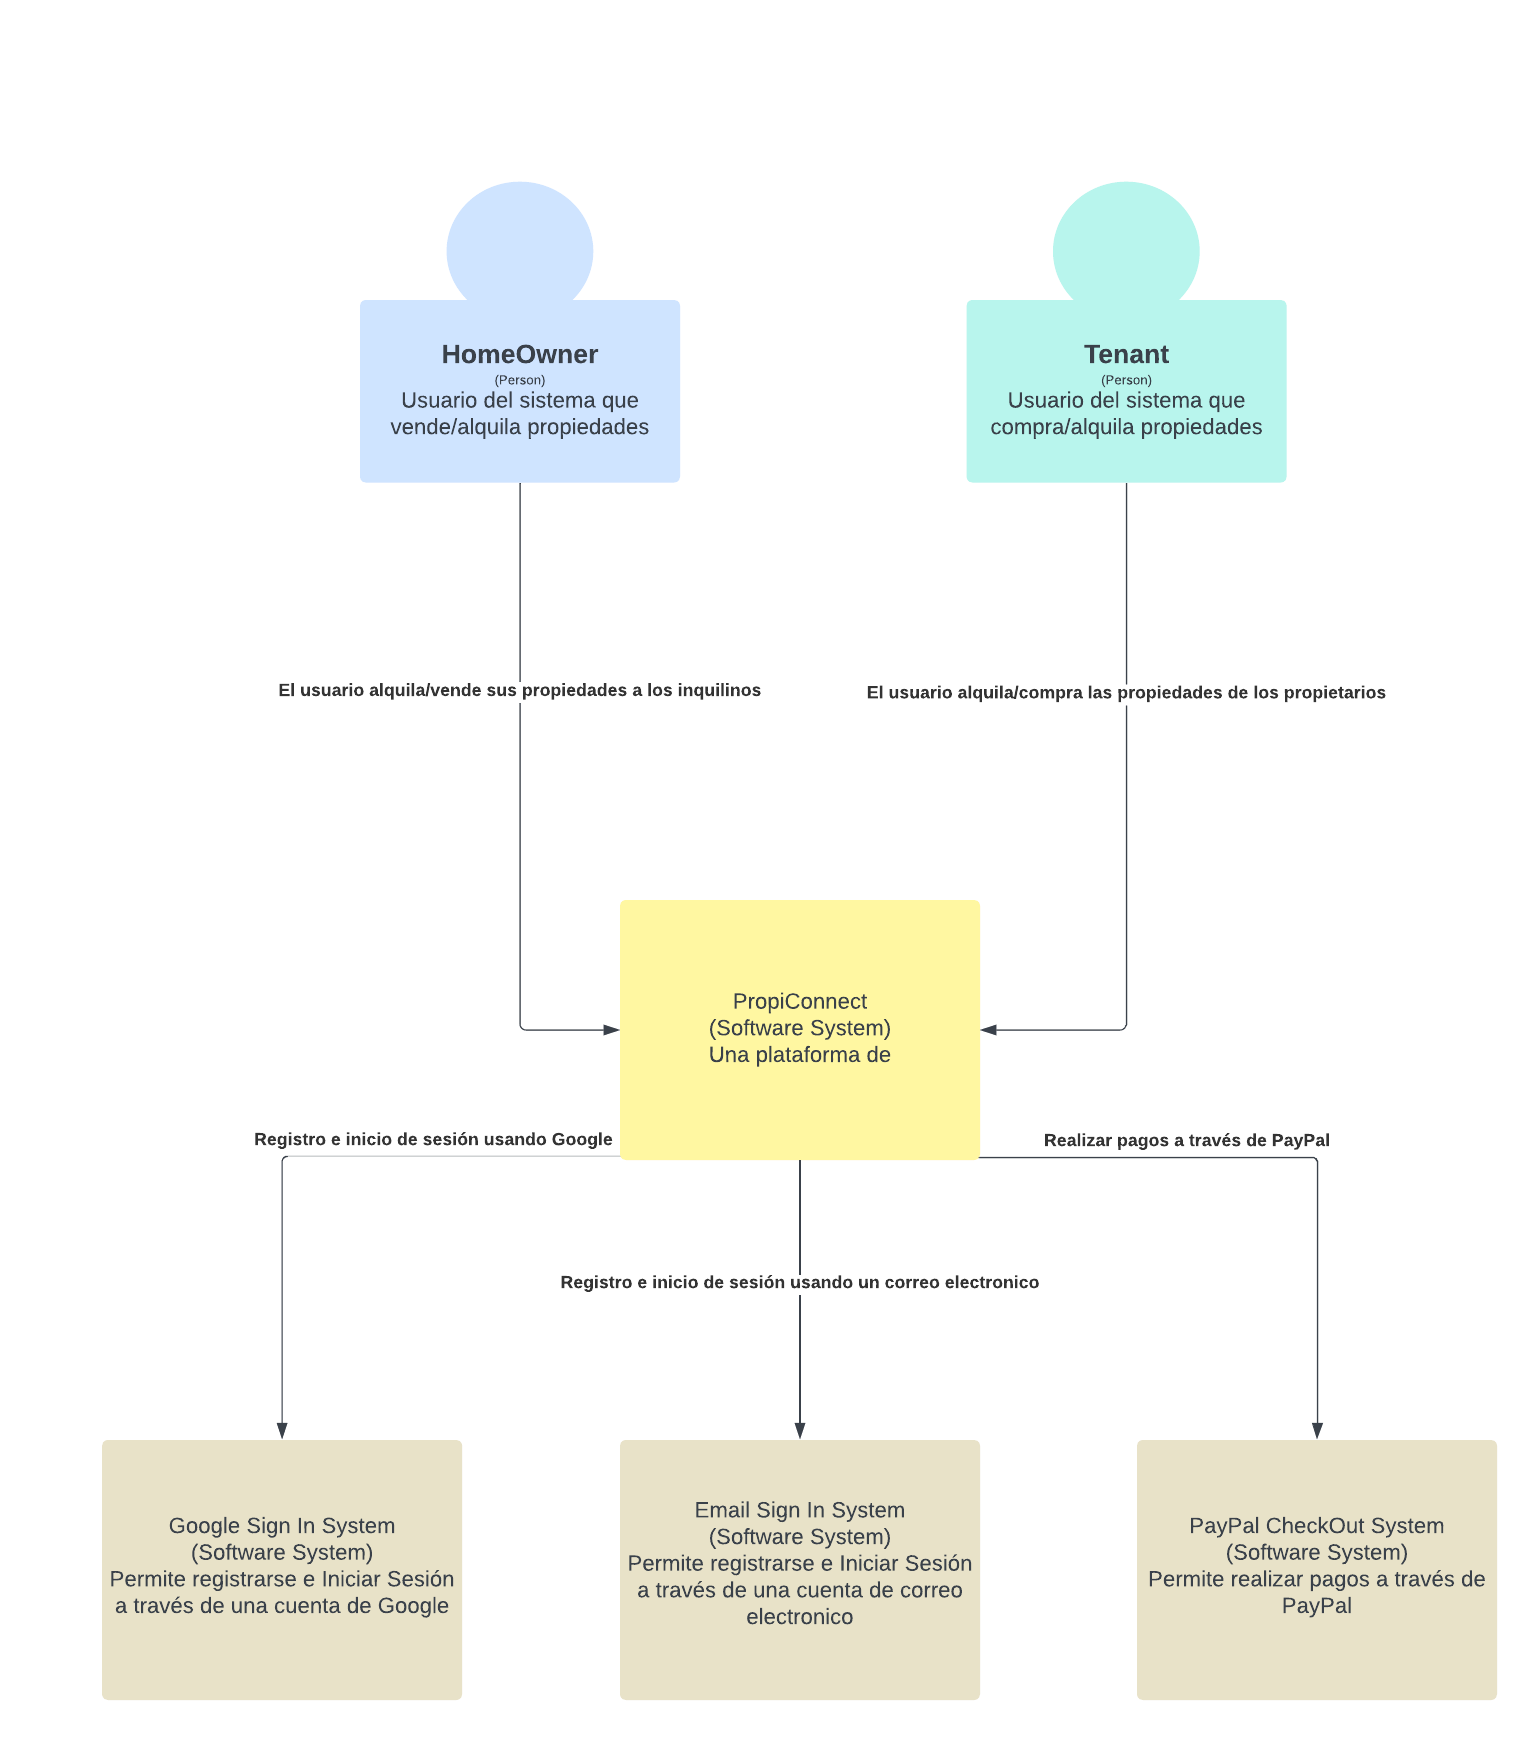 HomeOwner
(Person)
Usuario del sistema que
vende/alquila propiedades
Tenant
(Person)
Usuario del sistema que
compra/alquila propiedades
El usuario alquila/vende sus propiedades a los inquilinos
El usuario alquila/compra las propiedades de los propietarios
PropiConnect
(Software System)
Una plataforma de
Registro e inicio de sesión usando Google
Realizar pagos a través de PayPal
Registro e inicio de sesión usando un correo electronico
Google Sign In System
(Software System)
Permite registrarse e Iniciar Sesión
a través de una cuenta de Google
Email Sign In System
(Software System)
Permite registrarse e Iniciar Sesión
a través de una cuenta de correo
electronico
PayPal CheckOut System
(Software System)
Permite realizar pagos a través de
PayPal